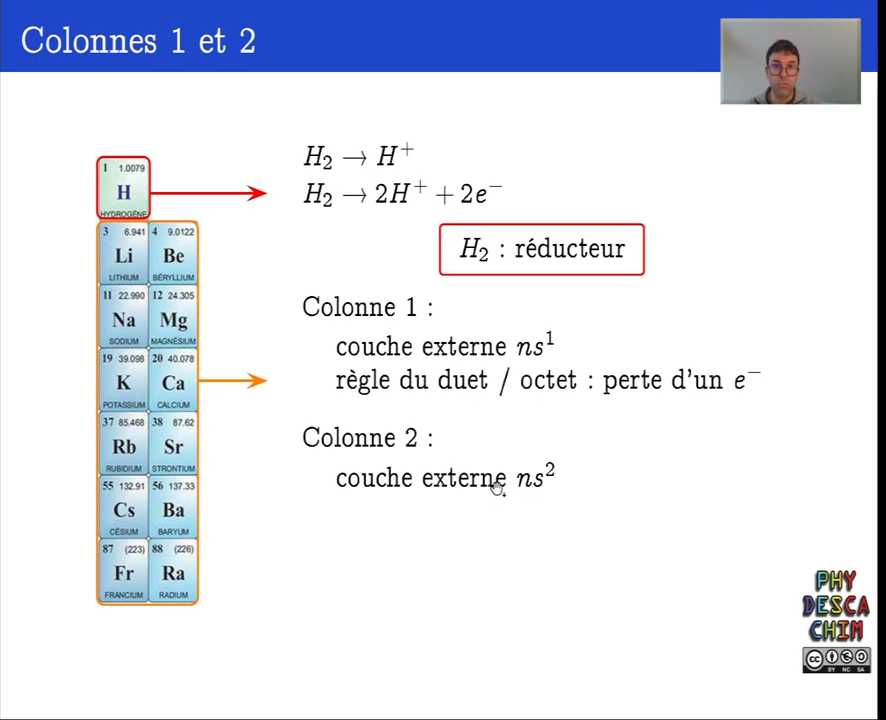 Colonnes 1 et 2
H₂ → H⁺
H₂ → 2H⁺ + 2e⁻
H₂ : réducteur
Colonne 1 :
couche externe ns¹
règle du duet / octet : perte d'un e⁻
Colonne 2 :
couche externe ns²
1 1.0079
H
HYDROGÈNE
3 6.941 4 9.0122
Li Be
LITHIUM BÉRYLLIUM
11 22.990 12 24.305
Na Mg
SODIUM MAGNÉSIUM
19 39.098 20 40.078
K Ca
POTASSIUM CALCIUM
37 85.468 38 87.62
Rb Sr
RUBIDIUM STRONTIUM
55 132.91 56 137.33
Cs Ba
CÉSIUM BARYUM
87 (223) 88 (226)
Fr Ra
FRANCIUM RADIUM
PHY
DESCA
CHIM
CC
BY NC SA